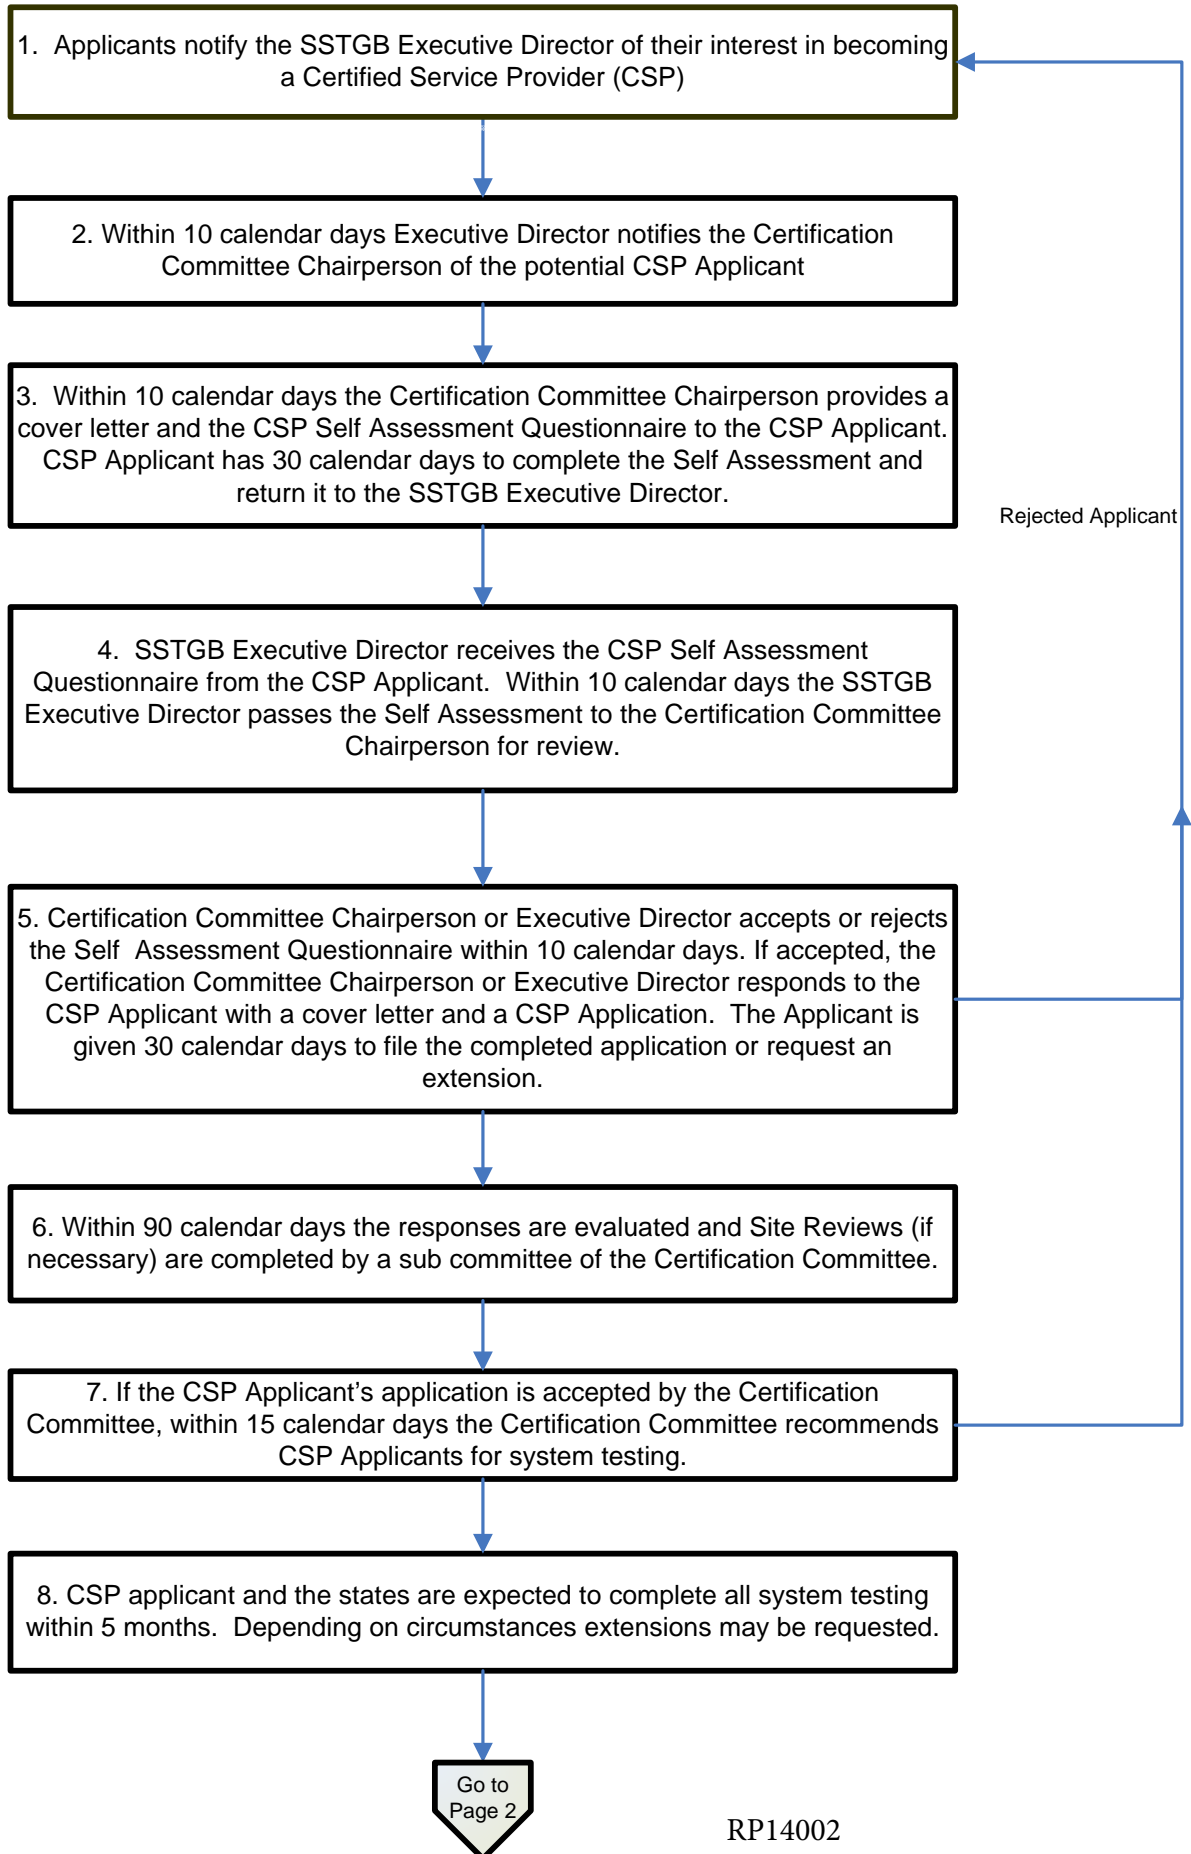 1.  Applicants notify the SSTGB Executive Director of their interest in becoming
a Certified Service Provider (CSP)
2. Within 10 calendar days Executive Director notifies the Certification
Committee Chairperson of the potential CSP Applicant
3.  Within 10 calendar days the Certification Committee Chairperson provides a
cover letter and the CSP Self Assessment Questionnaire to the CSP Applicant.
CSP Applicant has 30 calendar days to complete the Self Assessment and
return it to the SSTGB Executive Director.
Rejected Applicant
4.  SSTGB Executive Director receives the CSP Self Assessment
Questionnaire from the CSP Applicant.  Within 10 calendar days the SSTGB
Executive Director passes the Self Assessment to the Certification Committee
Chairperson for review.
5. Certification Committee Chairperson or Executive Director accepts or rejects
the Self  Assessment Questionnaire within 10 calendar days. If accepted, the
Certification Committee Chairperson or Executive Director responds to the
CSP Applicant with a cover letter and a CSP Application.  The Applicant is
given 30 calendar days to file the completed application or request an
extension.
6. Within 90 calendar days the responses are evaluated and Site Reviews (if
necessary) are completed by a sub committee of the Certification Committee.
7. If the CSP Applicant’s application is accepted by the Certification
Committee, within 15 calendar days the Certification Committee recommends
CSP Applicants for system testing.
8. CSP applicant and the states are expected to complete all system testing
within 5 months.  Depending on circumstances extensions may be requested.
Go to
Page 2
RP14002